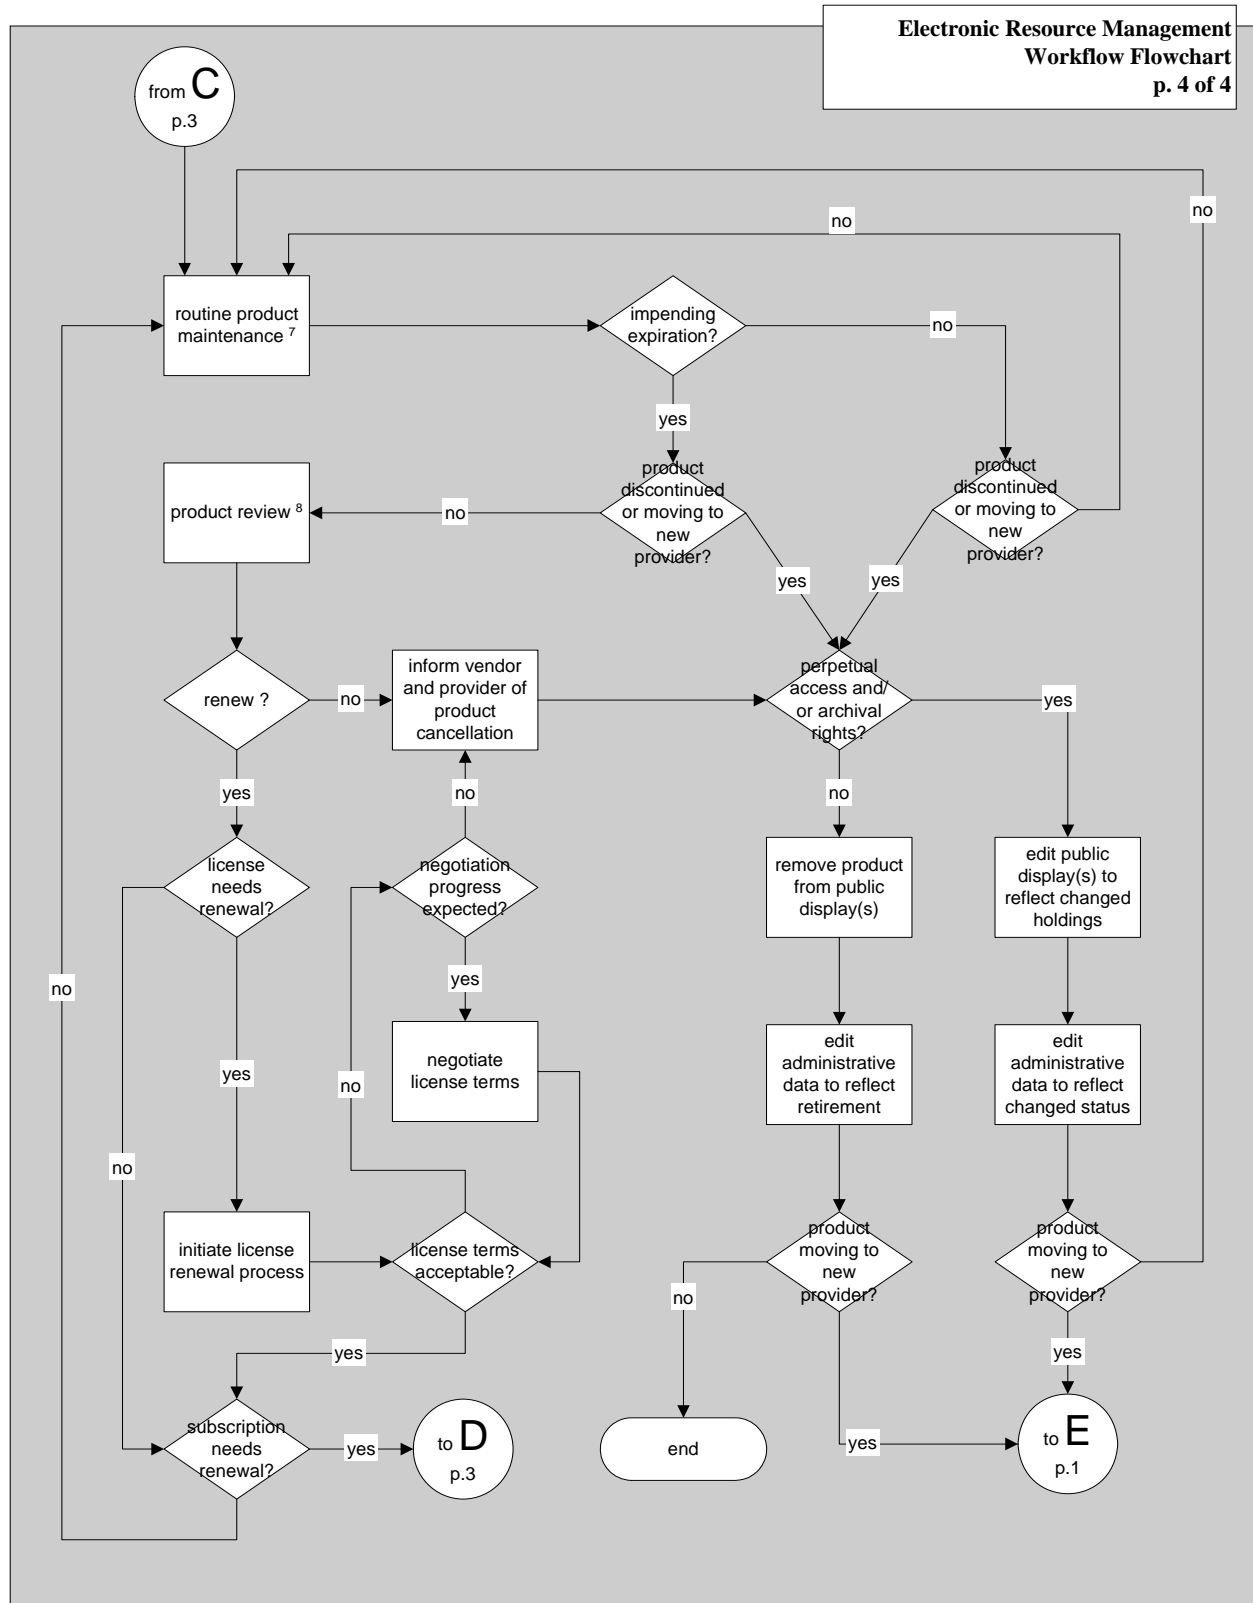 Electronic Resource Management
Workflow Flowchart
p. 4 of 4
from C
p.3
no
no
routine product
maintenance 7
impending
expiration?
no
yes
product review 8
no
product
discontinued
or moving to
new
provider?
product
discontinued
or moving to
new
provider?
yes
yes
renew ?
no
inform vendor
and provider of
product
cancellation
perpetual
access and/
or archival
rights?
yes
yes
no
no
license
needs
renewal?
negotiation
progress
expected?
remove product
from public
display(s)
edit public
display(s) to
reflect changed
holdings
no
yes
yes
no
negotiate
license terms
edit
administrative
data to reflect
retirement
edit
administrative
data to reflect
changed status
no
initiate license
renewal process
license terms
acceptable?
product
moving to
new
provider?
product
moving to
new
provider?
no
yes
yes
subscription
needs
renewal?
yes
to D
p.3
end
yes
to E
p.1